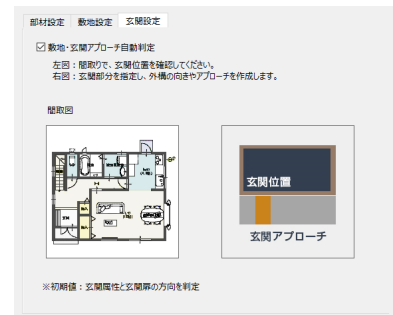 部材設定 敷地設定 玄関設定
敷地・玄関アプローチ自動判定
左図：間取りで、玄関位置を確認してください。
右図：玄関部分を指定し、外構の向きやアプローチを作成します。
間取図
玄関位置
玄関アプローチ
※初期値：玄関属性と玄関扉の方向を判定